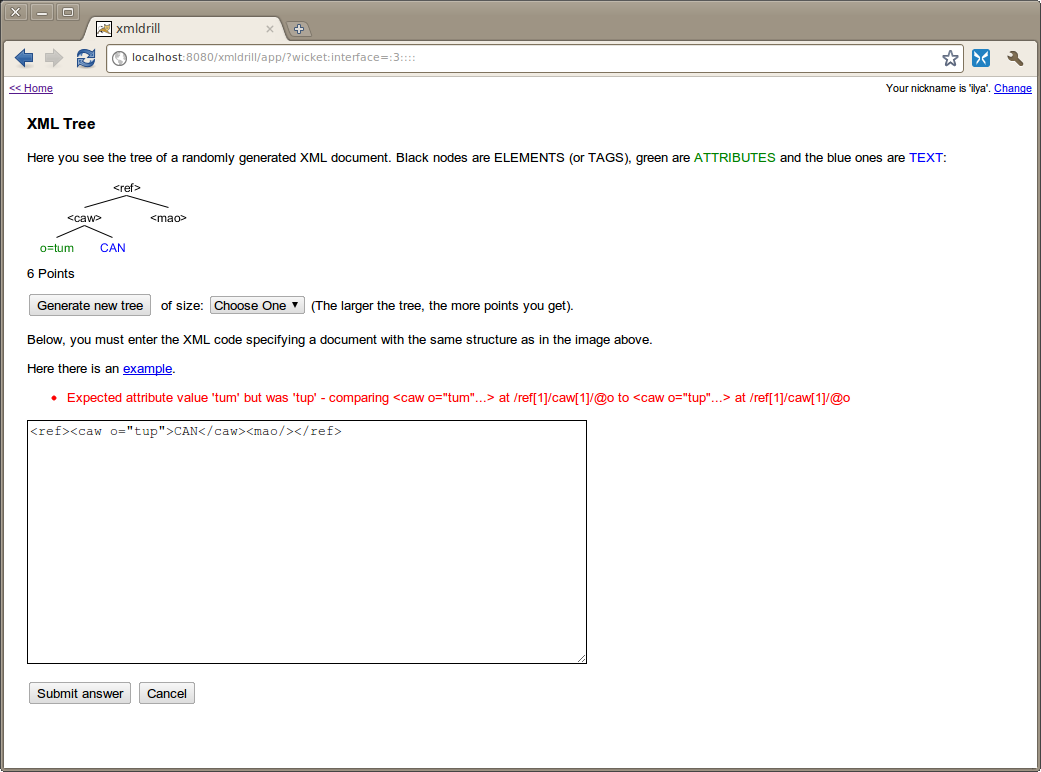 xmldrill
localhost:8080/xmldrill/app/?wicket:interface=:3::::
<< Home Your nickname is 'ilya'. Change
XML Tree
Here you see the tree of a randomly generated XML document. Black nodes are ELEMENTS (or TAGS), green are ATTRIBUTES and the blue ones are TEXT:
<ref>
<caw> <mao>
o=tum CAN
6 Points
Generate new tree of size: Choose One (The larger the tree, the more points you get).
Below, you must enter the XML code specifying a document with the same structure as in the image above.
Here there is an example.
• Expected attribute value 'tum' but was 'tup' - comparing <caw o="tum"...> at /ref[1]/caw[1]/@o to <caw o="tup"...> at /ref[1]/caw[1]/@o
<ref><caw o="tup">CAN</caw><mao/></ref>
Submit answer Cancel